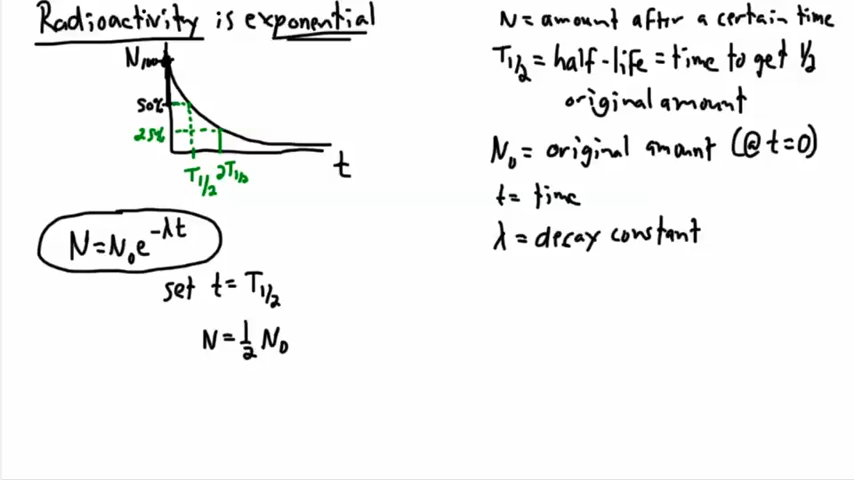 Radioactivity is exponential
N100
50%
25%
T1/2 2T1/2
t
N=N₀e^-λt
set t= T1/2
N=1/2 N₀
N= amount after a certain time
T1/2 = half-life = time to get 1/2
original amount
N₀ = original amount (@ t=0)
t= time
λ = decay constant